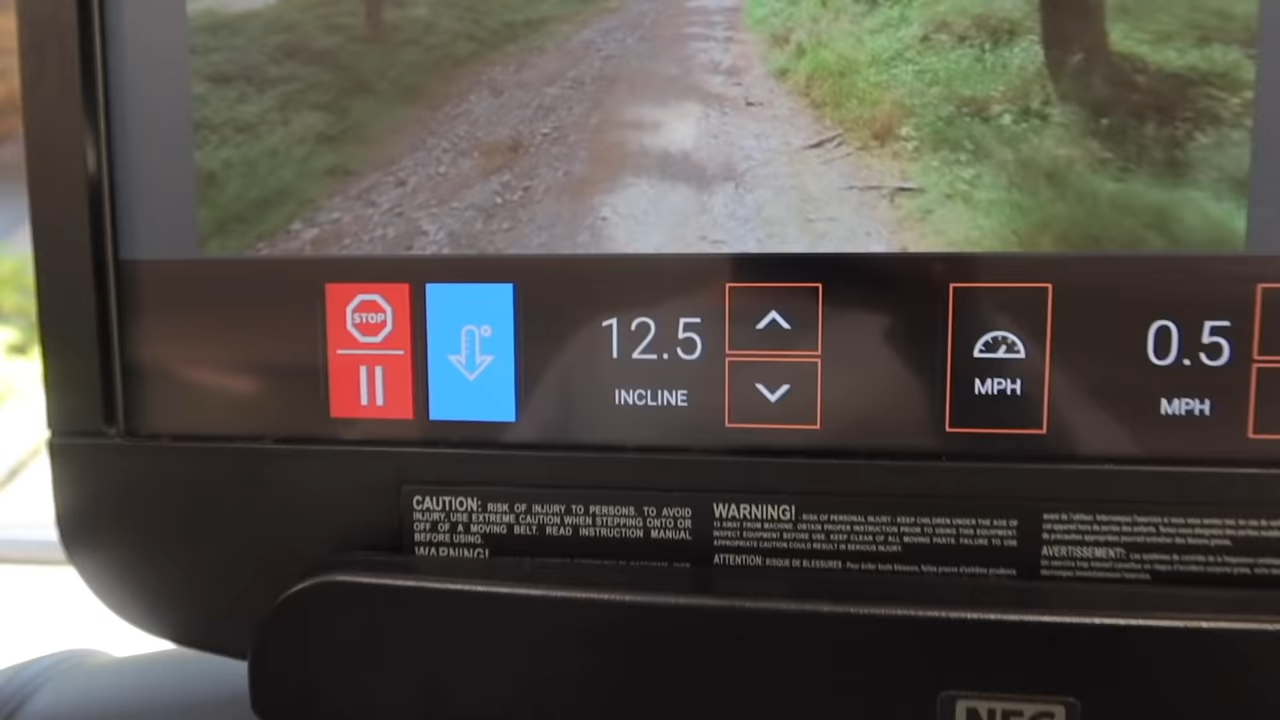 STOP
12.5
INCLINE
MPH
0.5
MPH
CAUTION: RISK OF INJURY TO PERSONS. TO AVOID
INJURY, USE EXTREME CAUTION WHEN STEPPING ONTO OR
OFF OF A MOVING BELT. READ INSTRUCTION MANUAL
BEFORE USING.
WARNING!
WARNING! - RISK OF PERSONAL INJURY - KEEP CHILDREN UNDER THE AGE OF
13 AWAY FROM MACHINE. OBTAIN PROPER INSTRUCTION PRIOR TO USING THIS EQUIPMENT.
INSPECT EQUIPMENT BEFORE USE. KEEP CLEAR OF ALL MOVING PARTS. FAILURE TO USE
APPROPRIATE CAUTION COULD RESULT IN SERIOUS INJURY.
ATTENTION: RISQUE DE BLESSURES - Pour éviter toute blessure, faites preuve d'extrême prudence
AVERTISSEMENT:
NFC